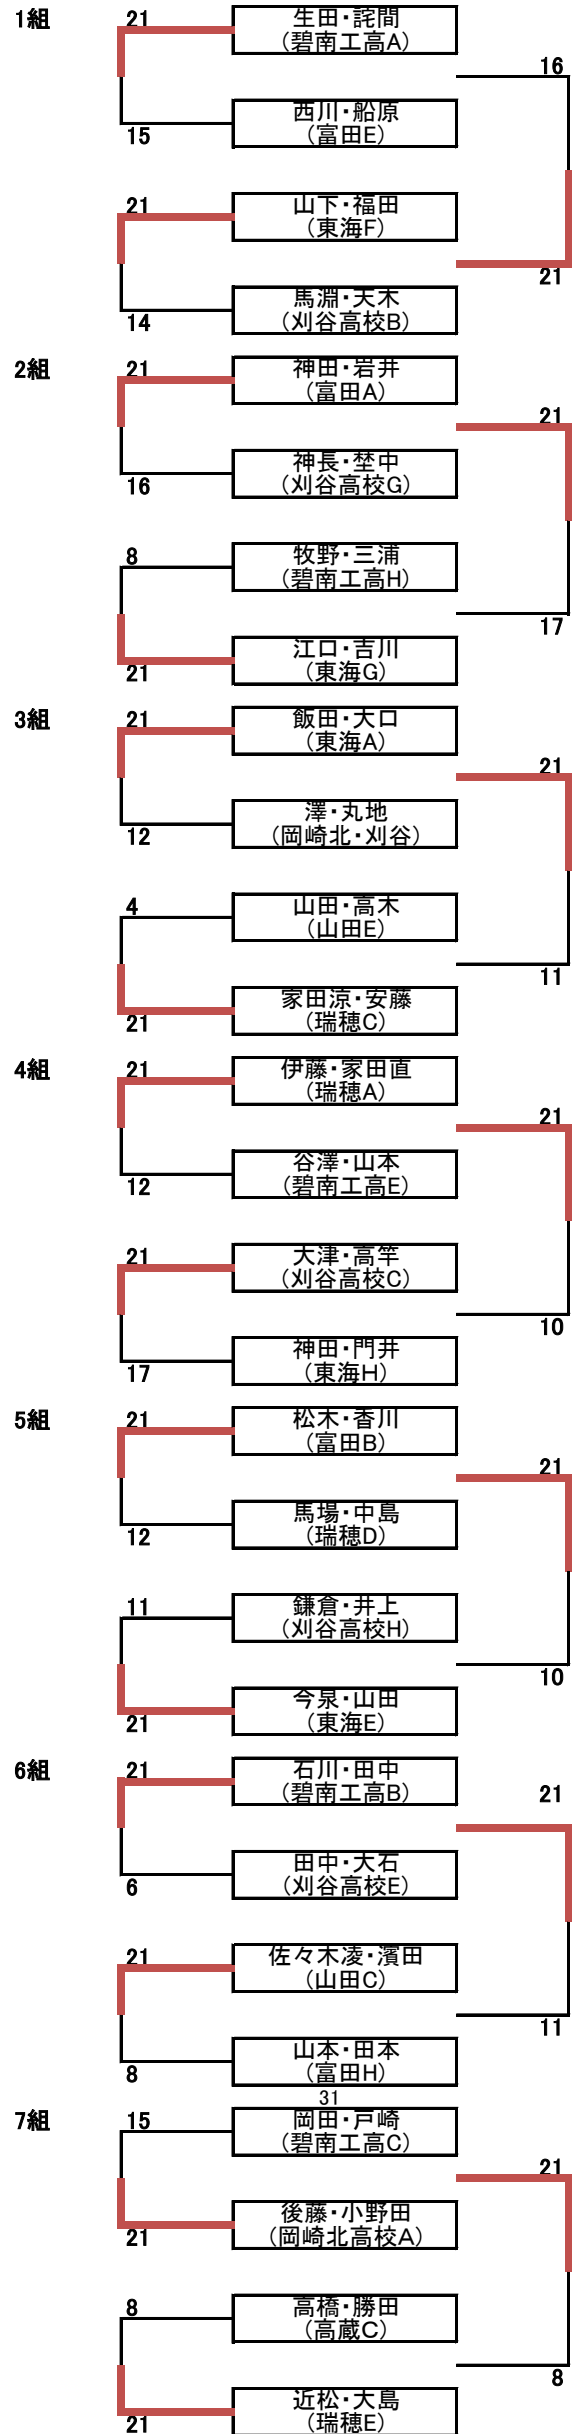 1組
21
生田・詫間
(碧南工高A)
16
15
西川・船原
(富田E)
21
山下・福田
(東海F)
21
14
馬淵・天木
(刈谷高校B)
2組
21
神田・岩井
(富田A)
21
16
神長・埜中
(刈谷高校G)
8
牧野・三浦
(碧南工高H)
17
21
江口・吉川
(東海G)
3組
21
飯田・大口
(東海A)
21
12
澤・丸地
(岡崎北・刈谷)
4
山田・高木
(山田E)
11
21
家田涼・安藤
(瑞穂C)
4組
21
伊藤・家田直
(瑞穂A)
21
12
谷澤・山本
(碧南工高E)
21
大津・高竿
(刈谷高校C)
10
17
神田・門井
(東海H)
5組
21
松木・香川
(富田B)
21
12
馬場・中島
(瑞穂D)
11
鎌倉・井上
(刈谷高校H)
10
21
今泉・山田
(東海E)
6組
21
石川・田中
(碧南工高B)
21
6
田中・大石
(刈谷高校E)
21
佐々木凌・濱田
(山田C)
11
8
山本・田本
(富田H)
31
7組
15
岡田・戸崎
(碧南工高C)
21
21
後藤・小野田
(岡崎北高校A)
8
高橋・勝田
(高蔵C)
8
21
近松・大島
(瑞穂E)